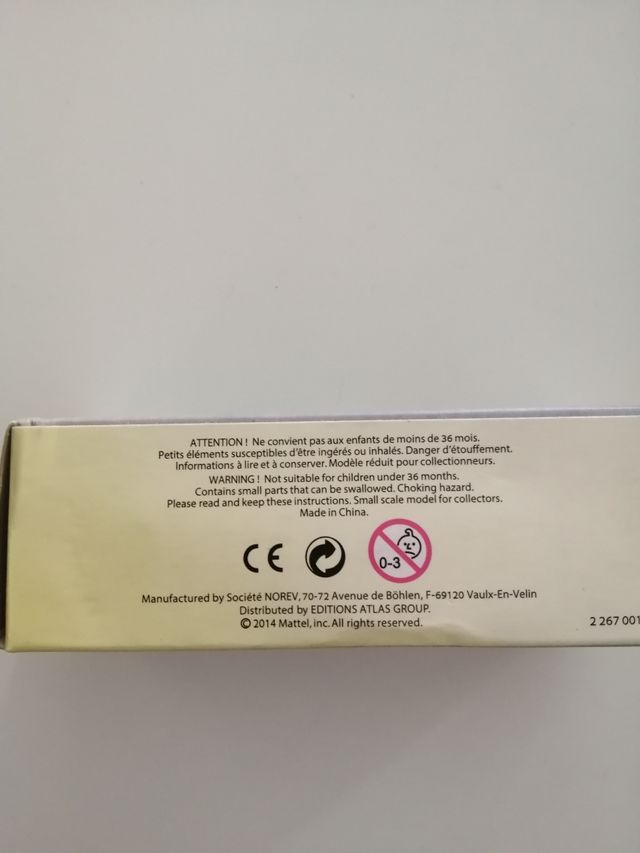 ATTENTION ! Ne convient pas aux enfants de moins de 36 mois.
Petits éléments susceptibles d'être ingérés ou inhalés. Danger d'étouffement.
Informations à lire et à conserver. Modèle réduit pour collectionneurs.
WARNING ! Not suitable for children under 36 months.
Contains small parts that can be swallowed. Choking hazard.
Please read and keep these instructions. Small scale model for collectors.
Made in China.
CE
0-3
Manufactured by Société NOREV, 70-72 Avenue de Böhlen, F-69120 Vaulx-En-Velin
Distributed by EDITIONS ATLAS GROUP.
© 2014 Mattel, inc. All rights reserved.
2 267 001